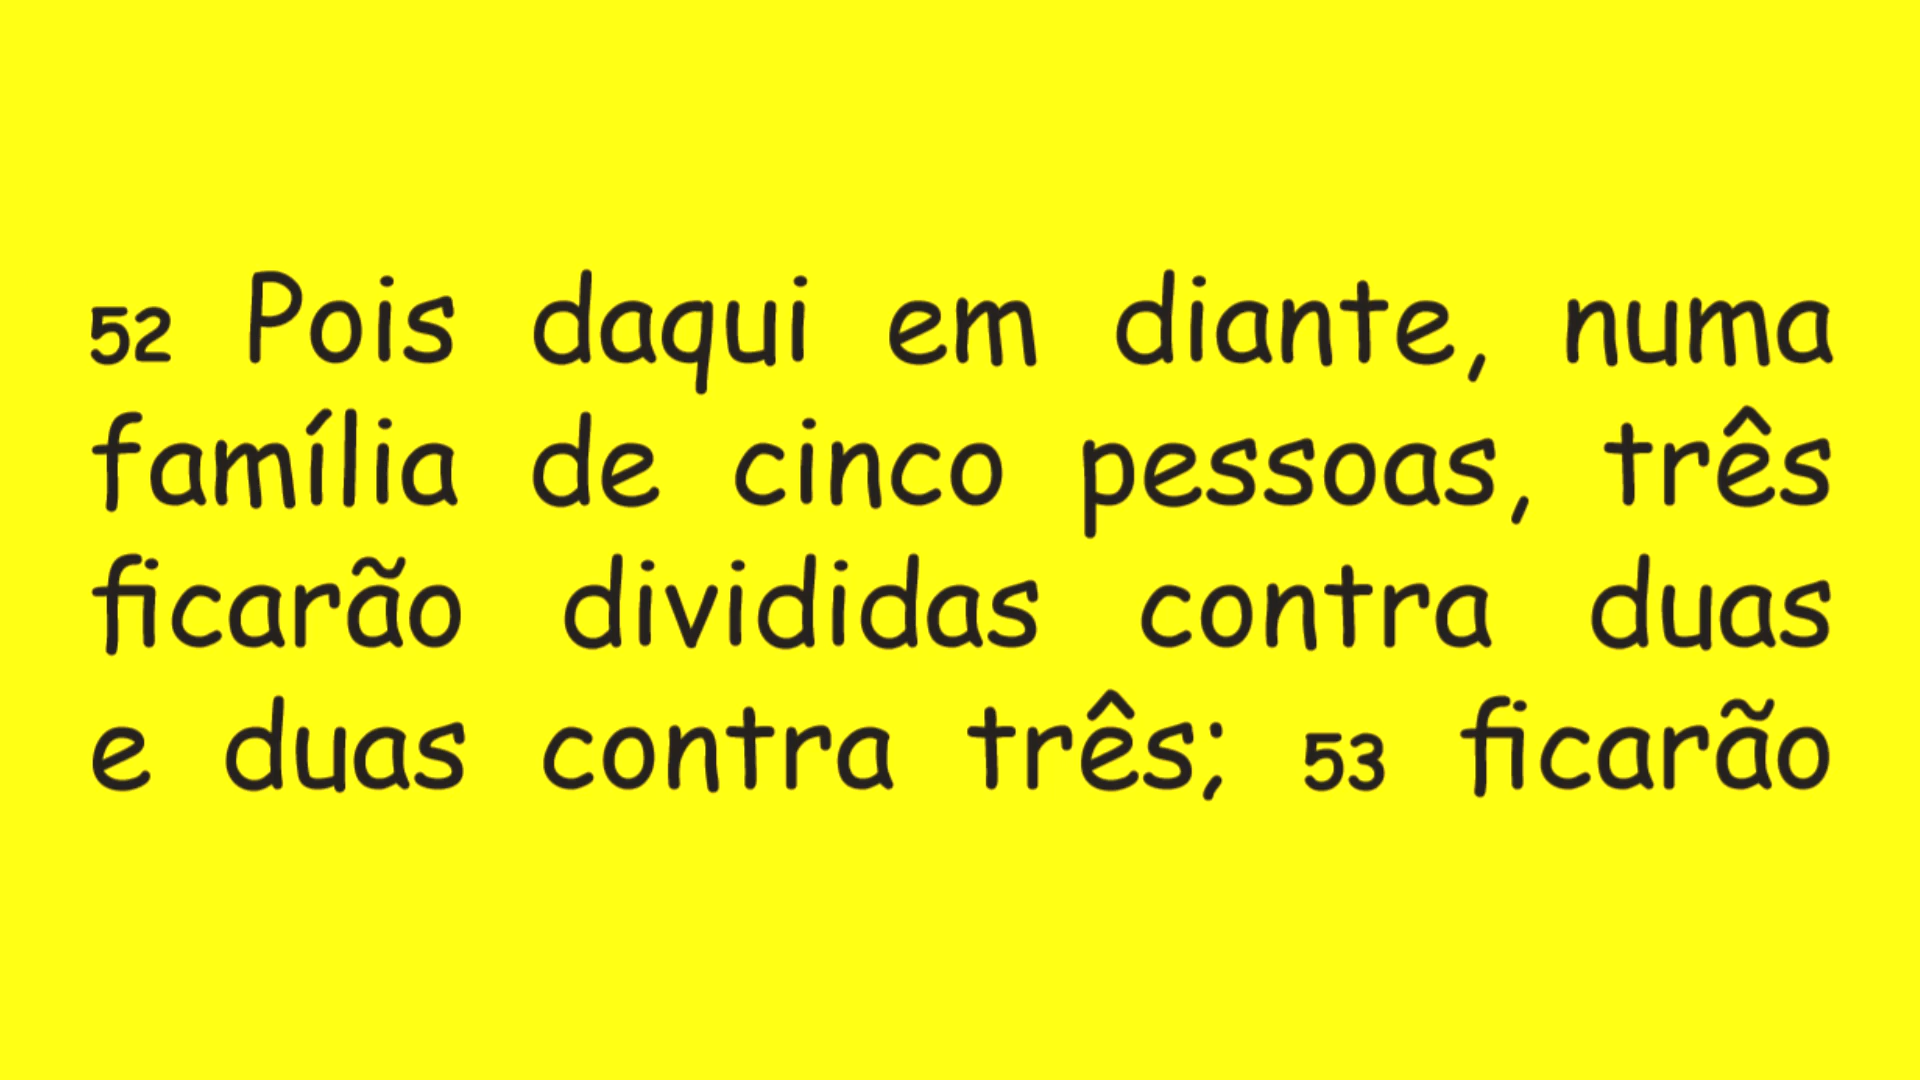 52 Pois daqui em diante, numa
família de cinco pessoas, três
ficarão divididas contra duas
e duas contra três; 53 ficarão